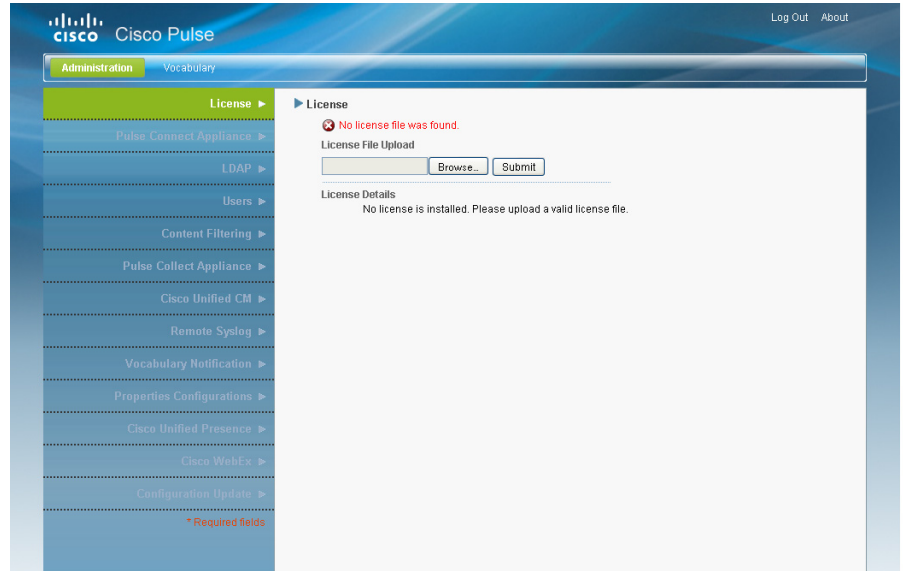 Log Out About
cisco Cisco Pulse
Administration Vocabulary
License
Pulse Connect Appliance
LDAP
Users
Content Filtering
Pulse Collect Appliance
Cisco Unified CM
Remote Syslog
Vocabulary Notification
Properties Configurations
Cisco Unified Presence
Cisco WebEx
Configuration Update
* Required fields
License
No license file was found.
License File Upload
Browse... Submit
License Details
No license is installed. Please upload a valid license file.